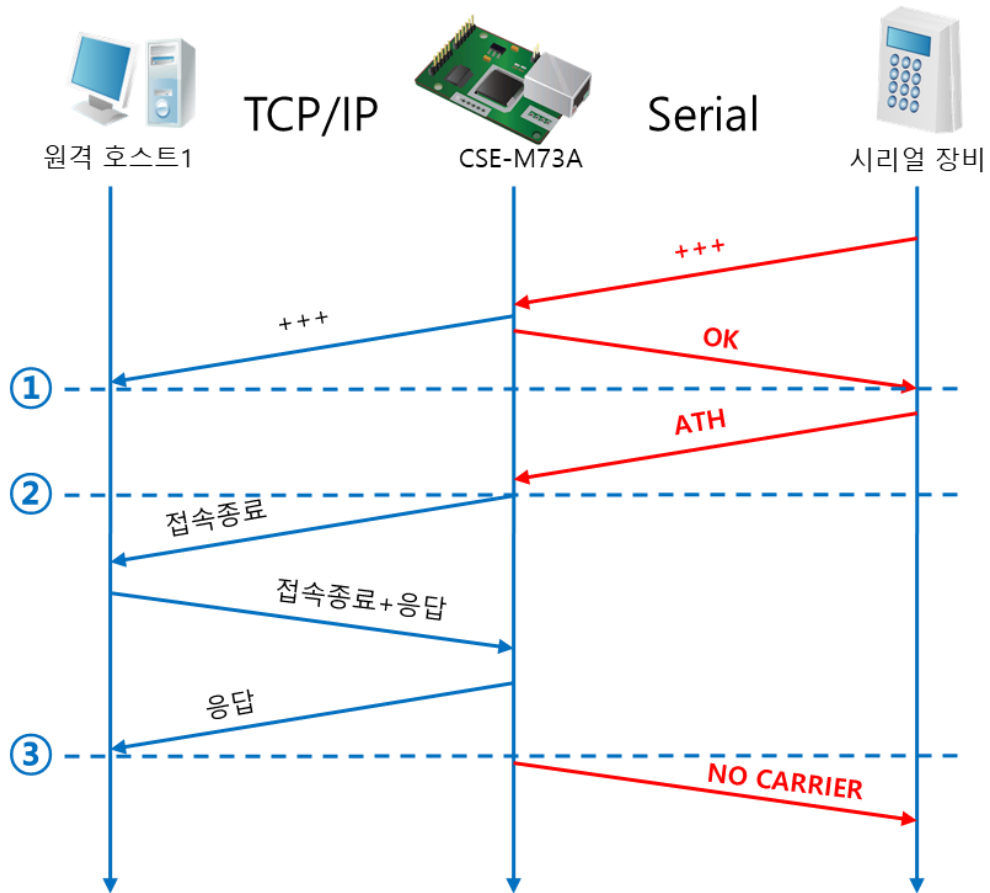 TCP/IP
Serial
원격 호스트1
CSE-M73A
시리얼 장비
+++
+++
OK
①
ATH
②
접속종료
접속종료+응답
응답
③
NO CARRIER